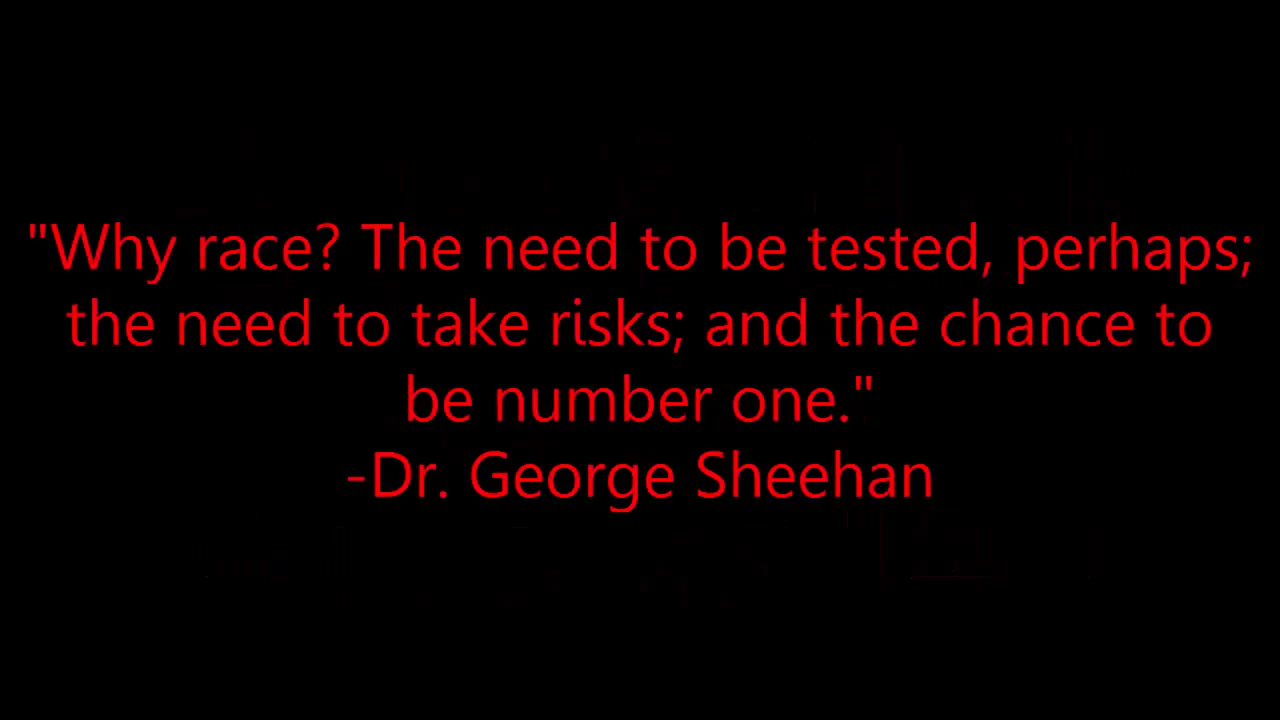 "Why race? The need to be tested, perhaps;
the need to take risks; and the chance to
be number one."
-Dr. George Sheehan